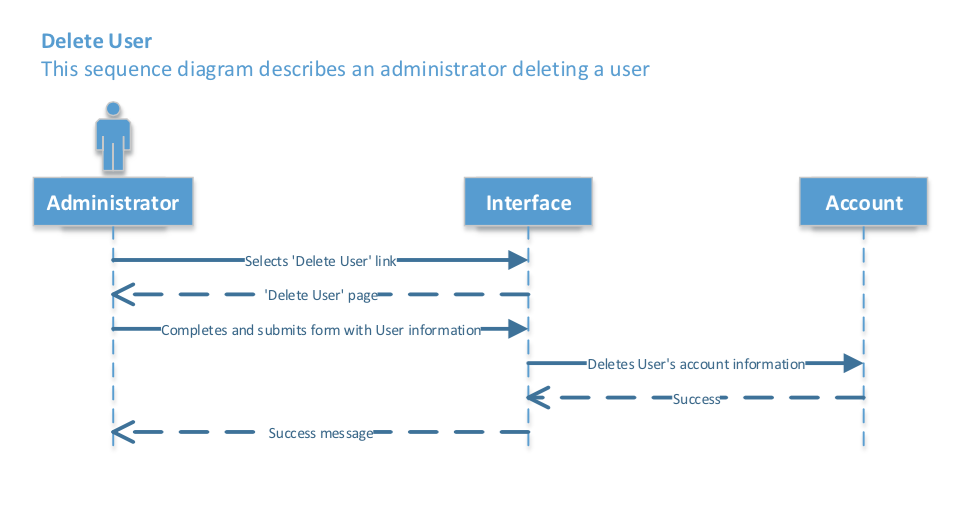 Delete User
This sequence diagram describes an administrator deleting a user
Administrator
Interface
Account
Selects 'Delete User' link
'Delete User' page
Completes and submits form with User information
Deletes User's account information
Success
Success message